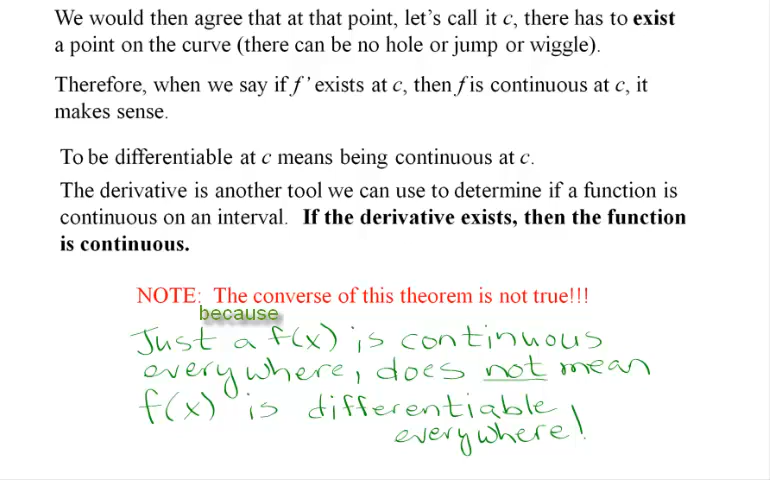 We would then agree that at that point, let’s call it c, there has to exist
a point on the curve (there can be no hole or jump or wiggle).
Therefore, when we say if f ’ exists at c, then f is continuous at c, it
makes sense.
To be differentiable at c means being continuous at c.
The derivative is another tool we can use to determine if a function is
continuous on an interval. If the derivative exists, then the function
is continuous.
NOTE: The converse of this theorem is not true!!!
because
Just a f(x) is continuous
everywhere, does not mean
f(x) is differentiable
everywhere!